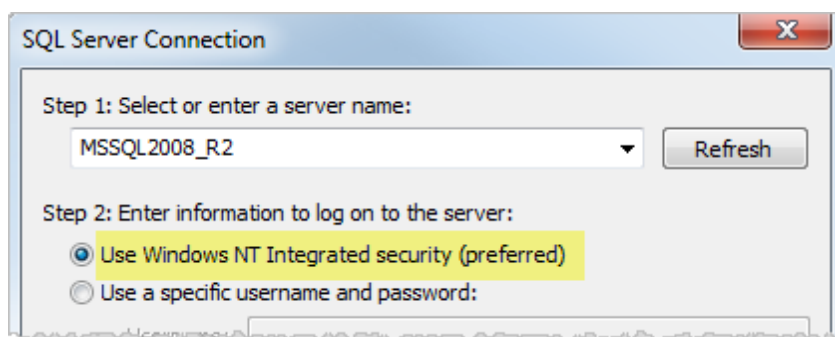 SQL Server Connection
Step 1: Select or enter a server name:
MSSQL2008_R2
Refresh
Step 2: Enter information to log on to the server:
Use Windows NT Integrated security (preferred)
Use a specific username and password: